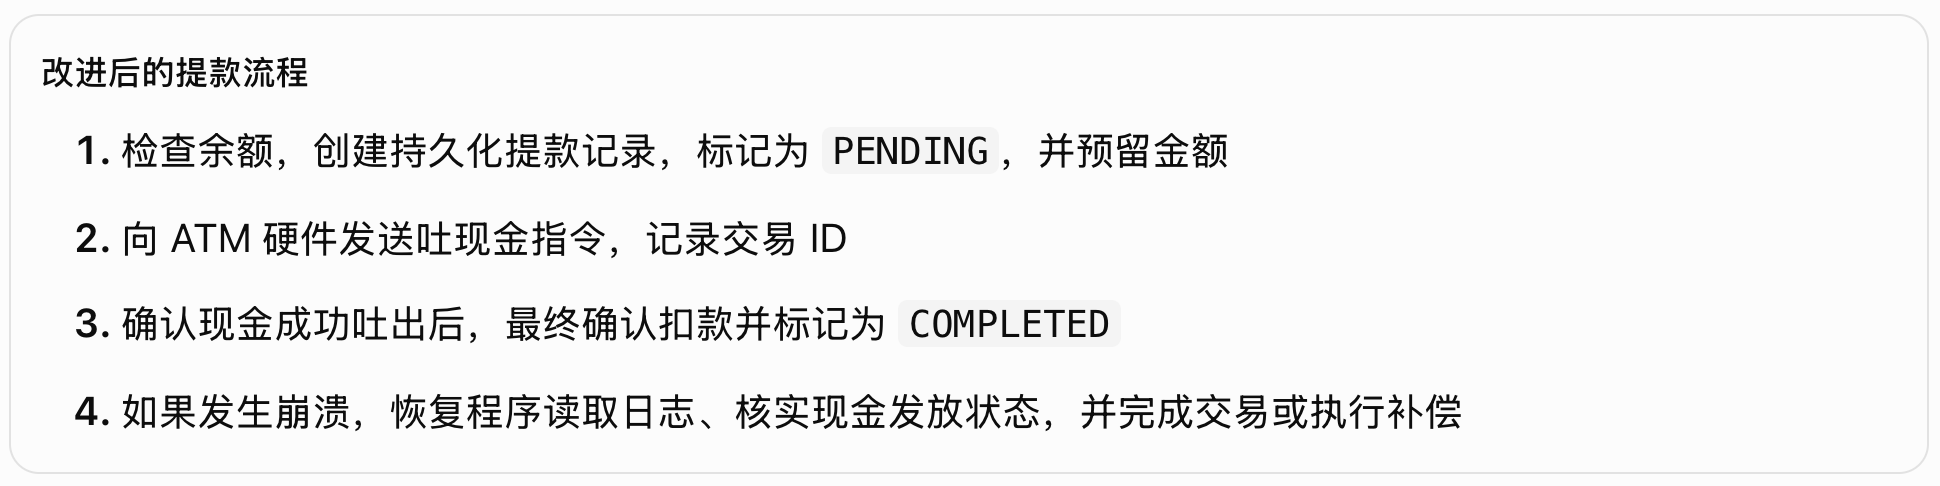 改进后的提款流程
1. 检查余额，创建持久化提款记录，标记为 PENDING，并预留金额
2. 向 ATM 硬件发送吐现金指令，记录交易 ID
3. 确认现金成功吐出后，最终确认扣款并标记为 COMPLETED
4. 如果发生崩溃，恢复程序读取日志、核实现金发放状态，并完成交易或执行补偿